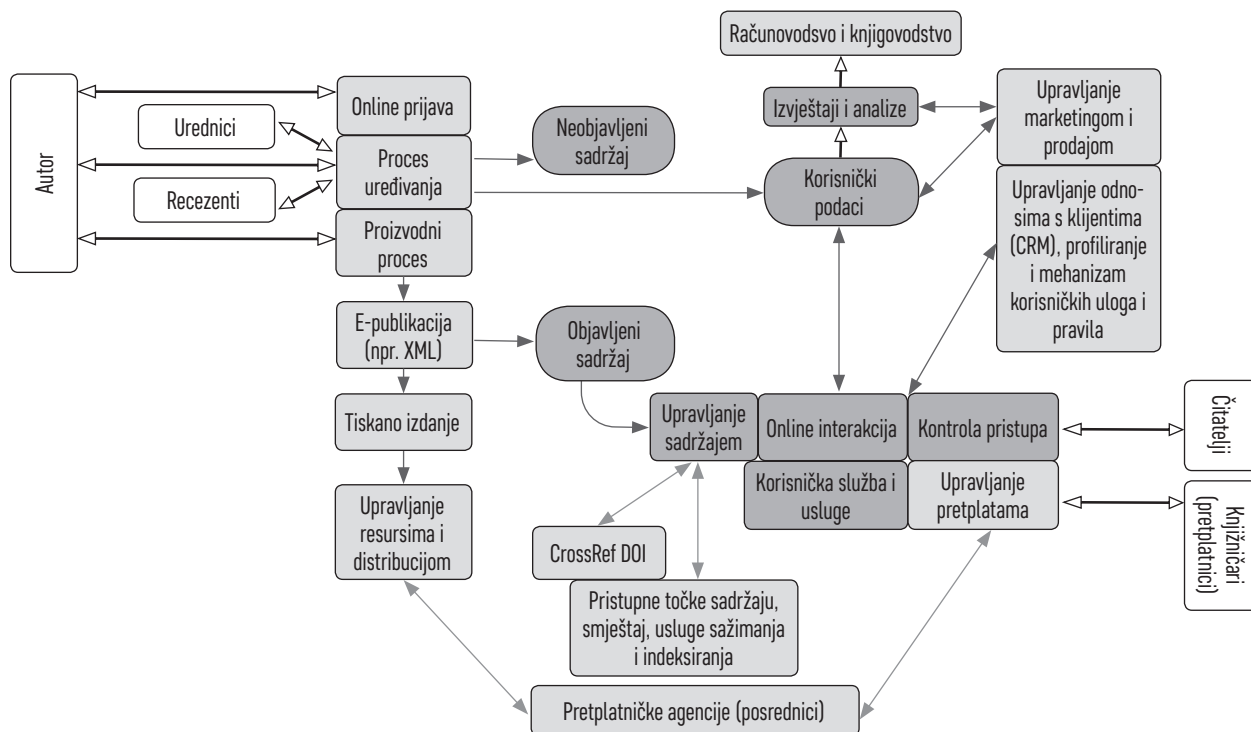 Računovodsvo i knjigovodstvo
Autor
Online prijava
Urednici
Proces
uređivanja
Recezenti
Proizvodni
proces
Neobjavljeni
sadržaj
Izvještaji i analize
Korisnički
podaci
Upravljanje
marketingom i
prodajom
Upravljanje odno-
sima s klijentima
(CRM), profiliranje
i mehanizam
korisničkih uloga i
pravila
E-publikacija
(npr. XML)
Objavljeni
sadržaj
Tiskano izdanje
Upravljanje
sadržajem
Online interakcija
Kontrola pristupa
Čitatelji
Korisnička služba i
usluge
Upravljanje
pretplatama
Knjižničari
(pretplatnici)
Upravljanje
resursima i
distribucijom
CrossRef DOI
Pristupne točke sadržaju,
smještaj, usluge sažimanja
i indeksiranja
Pretplatničke agencije (posrednici)